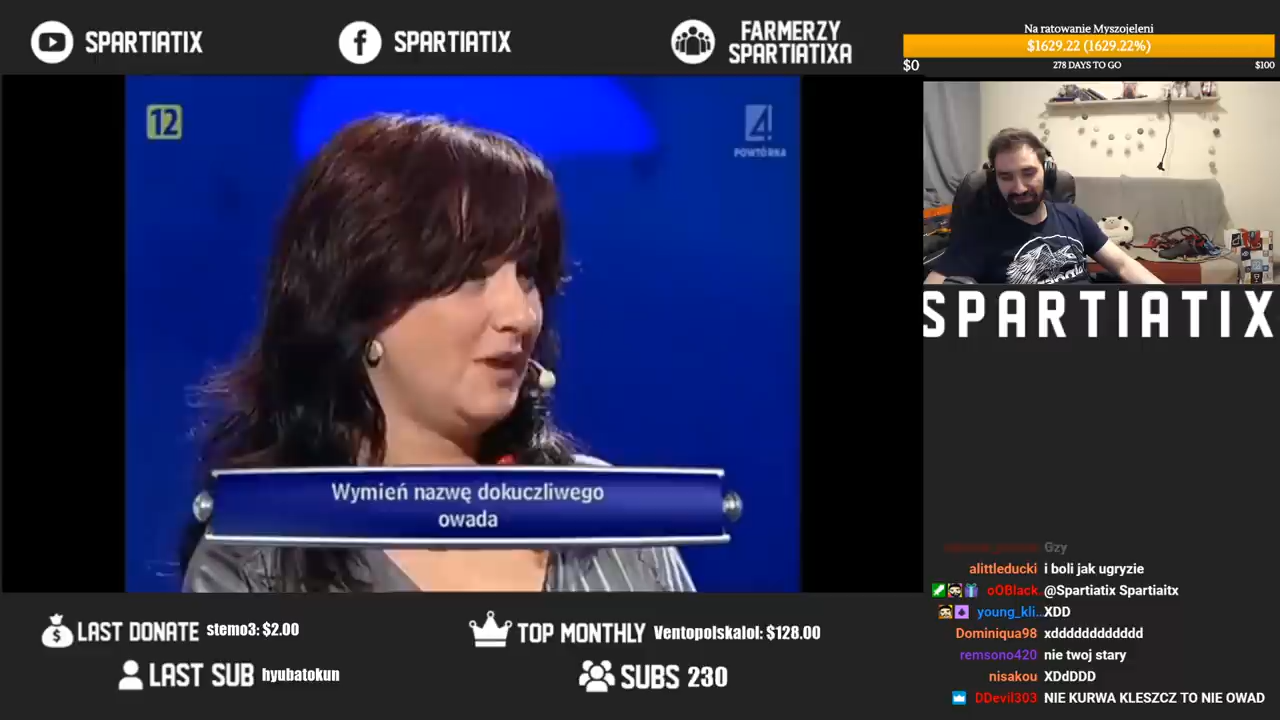 SPARTIATIX
SPARTIATIX
FARMERZY
SPARTIATIXA
Na ratowanie Myszojeleni
$1629.22 (1629.22%)
$0
278 DAYS TO GO
$100
12
4
POWTÓRKA
SPARTIATIX
Wymień nazwę dokuczliwego
owada
Gzy
alittleducki i boli jak ugryzie
oOBlack.. @Spartiatix Spartiaitx
young_kli... XDD
Dominiqua98 xdddddddddddd
remsono420 nie twoj stary
nisakou XDdDDD
DDevil303 NIE KURWA KLESZCZ TO NIE OWAD
LAST DONATE stemo3: $2.00
TOP MONTHLY Ventopolskalol: $128.00
LAST SUB hyubatokun
SUBS 230